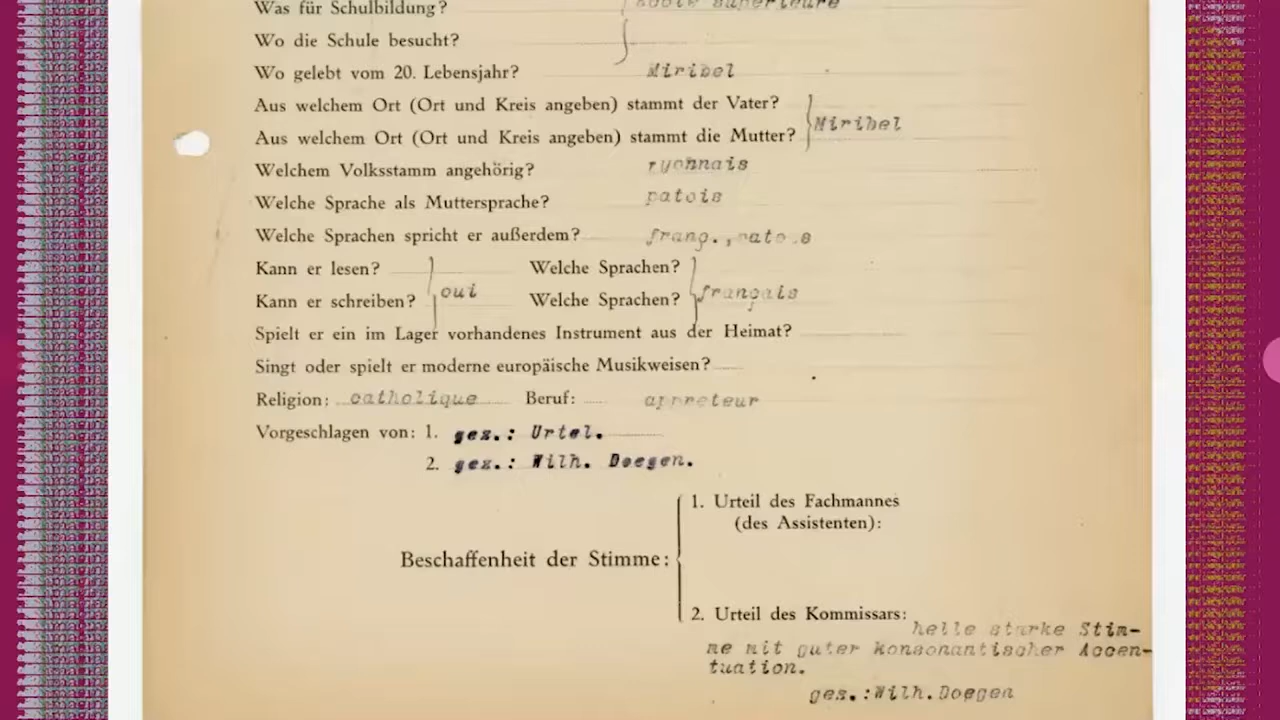 Was für Schulbildung? école supérieure
Wo die Schule besucht?
Wo gelebt vom 20. Lebensjahr? Miribel
Aus welchem Ort (Ort und Kreis angeben) stammt der Vater?
Aus welchem Ort (Ort und Kreis angeben) stammt die Mutter? Miribel
Welchem Volksstamm angehörig?
Welche Sprache als Muttersprache? patois
Welche Sprachen spricht er außerdem? franç.,
Kann er lesen? Welche Sprachen?
oui français
Kann er schreiben? Welche Sprachen?
Spielt er ein im Lager vorhandenes Instrument aus der Heimat?
Singt oder spielt er moderne europäische Musikweisen?
Religion: catholique Beruf: appreteur
Vorgeschlagen von: 1. gez.: Urtel.
2. gez.: Wilh. Doegen.
1. Urteil des Fachmannes
(des Assistenten):
Beschaffenheit der Stimme:
2. Urteil des Kommissars:
helle starke Stim-
me mit guter konsonantischer Accen-
tuation.
gez.:Wilh.Doegen